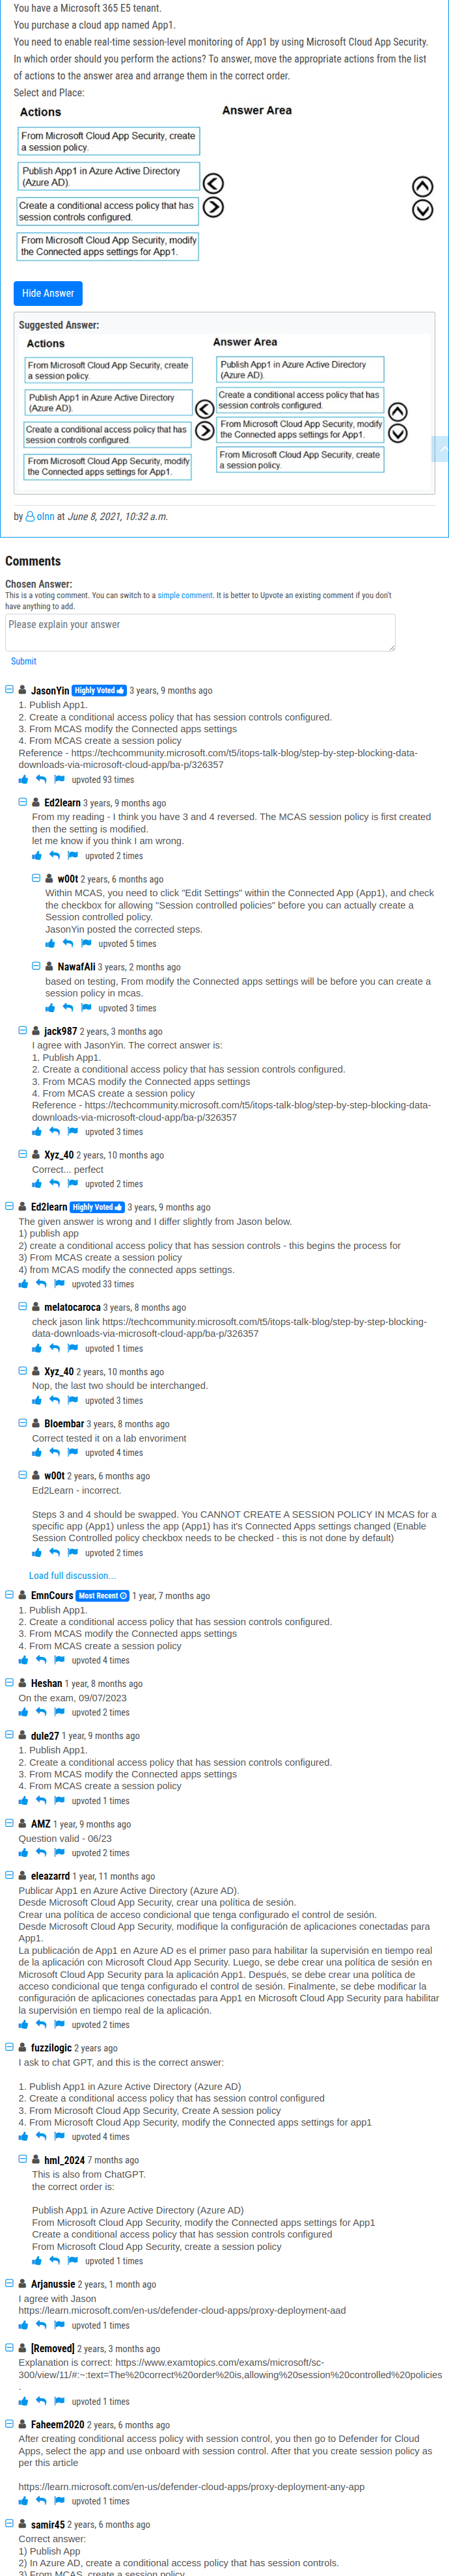 You have a Microsoft 365 E5 tenant.
You purchase a cloud app named App1.
You need to enable real-time session-level monitoring of App1 by using Microsoft Cloud App Security.
In which order should you perform the actions? To answer, move the appropriate actions from the list
of actions to the answer area and arrange them in the correct order.
Select and Place:
Actions
Answer Area
From Microsoft Cloud App Security, create
a session policy.
Publish App1 in Azure Active Directory
(Azure AD).
Create a conditional access policy that has
session controls configured.
From Microsoft Cloud App Security, modify
the Connected apps settings for App1.
Hide Answer
Suggested Answer:
Actions
Answer Area
From Microsoft Cloud App Security, create
a session policy.
Publish App1 in Azure Active Directory
(Azure AD).
Create a conditional access policy that has
session controls configured.
From Microsoft Cloud App Security, modify
the Connected apps settings for App1.
Publish App1 in Azure Active Directory
(Azure AD).
Create a conditional access policy that has
session controls configured.
From Microsoft Cloud App Security, modify
the Connected apps settings for App1.
From Microsoft Cloud App Security, create
a session policy.
by olnn at June 8, 2021, 10:32 a.m.
Comments
Chosen Answer:
This is a voting comment. You can switch to a simple comment. It is better to Upvote an existing comment if you don't
have anything to add.
Please explain your answer
Submit
JasonYin Highly Voted 3 years, 9 months ago
1. Publish App1.
2. Create a conditional access policy that has session controls configured.
3. From MCAS modify the Connected apps settings
4. From MCAS create a session policy
Reference - https://techcommunity.microsoft.com/t5/itops-talk-blog/step-by-step-blocking-data-
downloads-via-microsoft-cloud-app/ba-p/326357
upvoted 93 times
Ed2learn 3 years, 9 months ago
From my reading - I think you have 3 and 4 reversed. The MCAS session policy is first created
then the setting is modified.
let me know if you think I am wrong.
upvoted 2 times
w00t 2 years, 6 months ago
Within MCAS, you need to click "Edit Settings" within the Connected App (App1), and check
the checkbox for allowing "Session controlled policies" before you can actually create a
Session controlled policy.
JasonYin posted the corrected steps.
upvoted 5 times
NawafAli 3 years, 2 months ago
based on testing, From modify the Connected apps settings will be before you can create a
session policy in mcas.
upvoted 3 times
jack987 2 years, 3 months ago
I agree with JasonYin. The correct answer is:
1. Publish App1.
2. Create a conditional access policy that has session controls configured.
3. From MCAS modify the Connected apps settings
4. From MCAS create a session policy
Reference - https://techcommunity.microsoft.com/t5/itops-talk-blog/step-by-step-blocking-data-
downloads-via-microsoft-cloud-app/ba-p/326357
upvoted 3 times
Xyz_40 2 years, 10 months ago
Correct... perfect
upvoted 2 times
Ed2learn Highly Voted 3 years, 9 months ago
The given answer is wrong and I differ slightly from Jason below.
1) publish app
2) create a conditional access policy that has session controls - this begins the process for
3) From MCAS create a session policy
4) from MCAS modify the connected apps settings.
upvoted 33 times
melatocaroca 3 years, 8 months ago
check jason link https://techcommunity.microsoft.com/t5/itops-talk-blog/step-by-step-blocking-
data-downloads-via-microsoft-cloud-app/ba-p/326357
upvoted 1 times
Xyz_40 2 years, 10 months ago
Nop, the last two should be interchanged.
upvoted 3 times
Bloembar 3 years, 8 months ago
Correct tested it on a lab envoriment
upvoted 4 times
w00t 2 years, 6 months ago
Ed2Learn - incorrect.
Steps 3 and 4 should be swapped. You CANNOT CREATE A SESSION POLICY IN MCAS for a
specific app (App1) unless the app (App1) has it's Connected Apps settings changed (Enable
Session Controlled policy checkbox needs to be checked - this is not done by default)
upvoted 2 times
Load full discussion...
EmnCours Most Recent 1 year, 7 months ago
1. Publish App1.
2. Create a conditional access policy that has session controls configured.
3. From MCAS modify the Connected apps settings
4. From MCAS create a session policy
upvoted 4 times
Heshan 1 year, 8 months ago
On the exam, 09/07/2023
upvoted 2 times
dule27 1 year, 9 months ago
1. Publish App1.
2. Create a conditional access policy that has session controls configured.
3. From MCAS modify the Connected apps settings
4. From MCAS create a session policy
upvoted 1 times
AMZ 1 year, 9 months ago
Question valid - 06/23
upvoted 2 times
eleazarrd 1 year, 11 months ago
Publicar App1 en Azure Active Directory (Azure AD).
Desde Microsoft Cloud App Security, crear una política de sesión.
Crear una política de acceso condicional que tenga configurado el control de sesión.
Desde Microsoft Cloud App Security, modifique la configuración de aplicaciones conectadas para
App1.
La publicación de App1 en Azure AD es el primer paso para habilitar la supervisión en tiempo real
de la aplicación con Microsoft Cloud App Security. Luego, se debe crear una política de sesión en
Microsoft Cloud App Security para la aplicación App1. Después, se debe crear una política de
acceso condicional que tenga configurado el control de sesión. Finalmente, se debe modificar la
configuración de aplicaciones conectadas para App1 en Microsoft Cloud App Security para habilitar
la supervisión en tiempo real de la aplicación.
upvoted 2 times
fuzzilogic 2 years ago
I ask to chat GPT, and this is the correct answer:
1. Publish App1 in Azure Active Directory (Azure AD)
2. Create a conditional access policy that has session control configured
3. From Microsoft Cloud App Security, Create A session policy
4. From Microsoft Cloud App Security, modify the Connected apps settings for app1
upvoted 4 times
hml_2024 7 months ago
This is also from ChatGPT.
the correct order is:
Publish App1 in Azure Active Directory (Azure AD)
From Microsoft Cloud App Security, modify the Connected apps settings for App1
Create a conditional access policy that has session controls configured
From Microsoft Cloud App Security, create a session policy
upvoted 1 times
Arjanussie 2 years, 1 month ago
I agree with Jason
https://learn.microsoft.com/en-us/defender-cloud-apps/proxy-deployment-aad
upvoted 1 times
[Removed] 2 years, 3 months ago
Explanation is correct: https://www.examtopics.com/exams/microsoft/sc-
300/view/11/#:~:text=The%20correct%20order%20is,allowing%20session%20controlled%20policies
.
upvoted 1 times
Faheem2020 2 years, 6 months ago
After creating conditional access policy with session control, you then go to Defender for Cloud
Apps, select the app and use onboard with session control. After that you create session policy as
per this article
https://learn.microsoft.com/en-us/defender-cloud-apps/proxy-deployment-any-app
upvoted 1 times
samir45 2 years, 6 months ago
Correct answer:
1) Publish App
2) In Azure AD, create a conditional access policy that has session controls.
3) From MCAS, create a session policy